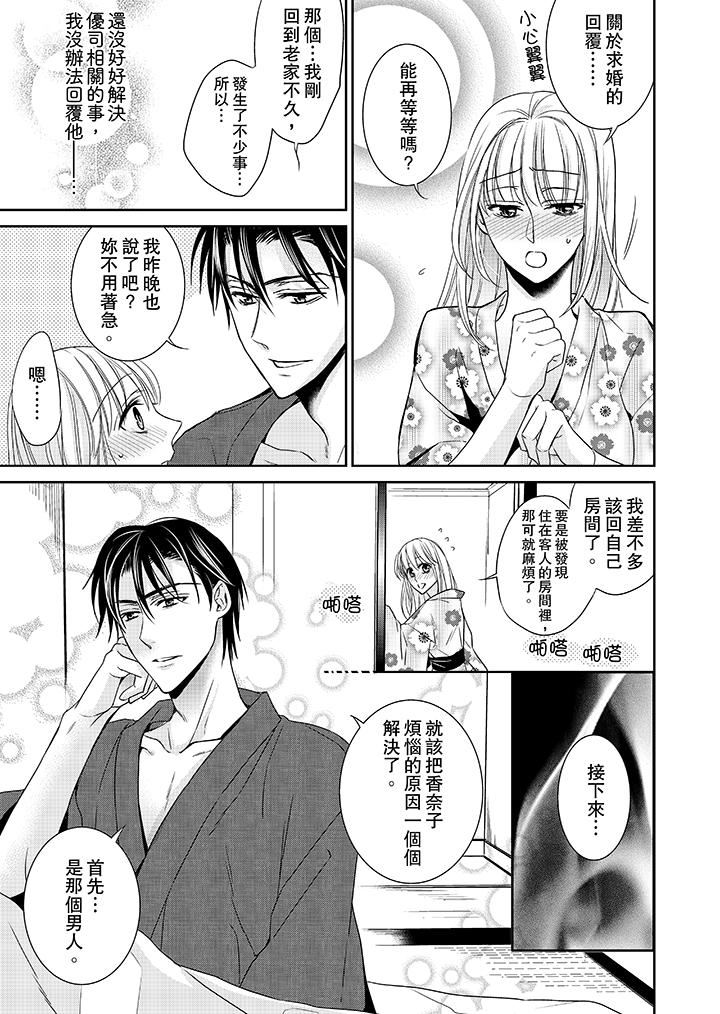 關於求婚的
回覆⋯⋯
小心翼翼
能再等等嗎？
那個⋯我剛
回到老家不久，
發生了不少事⋯
所以⋯
還沒好好解決
優司相關的事，
我沒辦法回覆他⋯⋯
我昨晚也
說了吧？
妳不用著急。
嗯⋯⋯
我差不多
該回自己
房間了。
要是被發現
住在客人的房間裡，
那可就麻煩了。
啪嗒
啪嗒
啪嗒
接下來⋯
就該把香奈子
煩惱的原因一個個
解決了。
首先⋯
是那個男人。